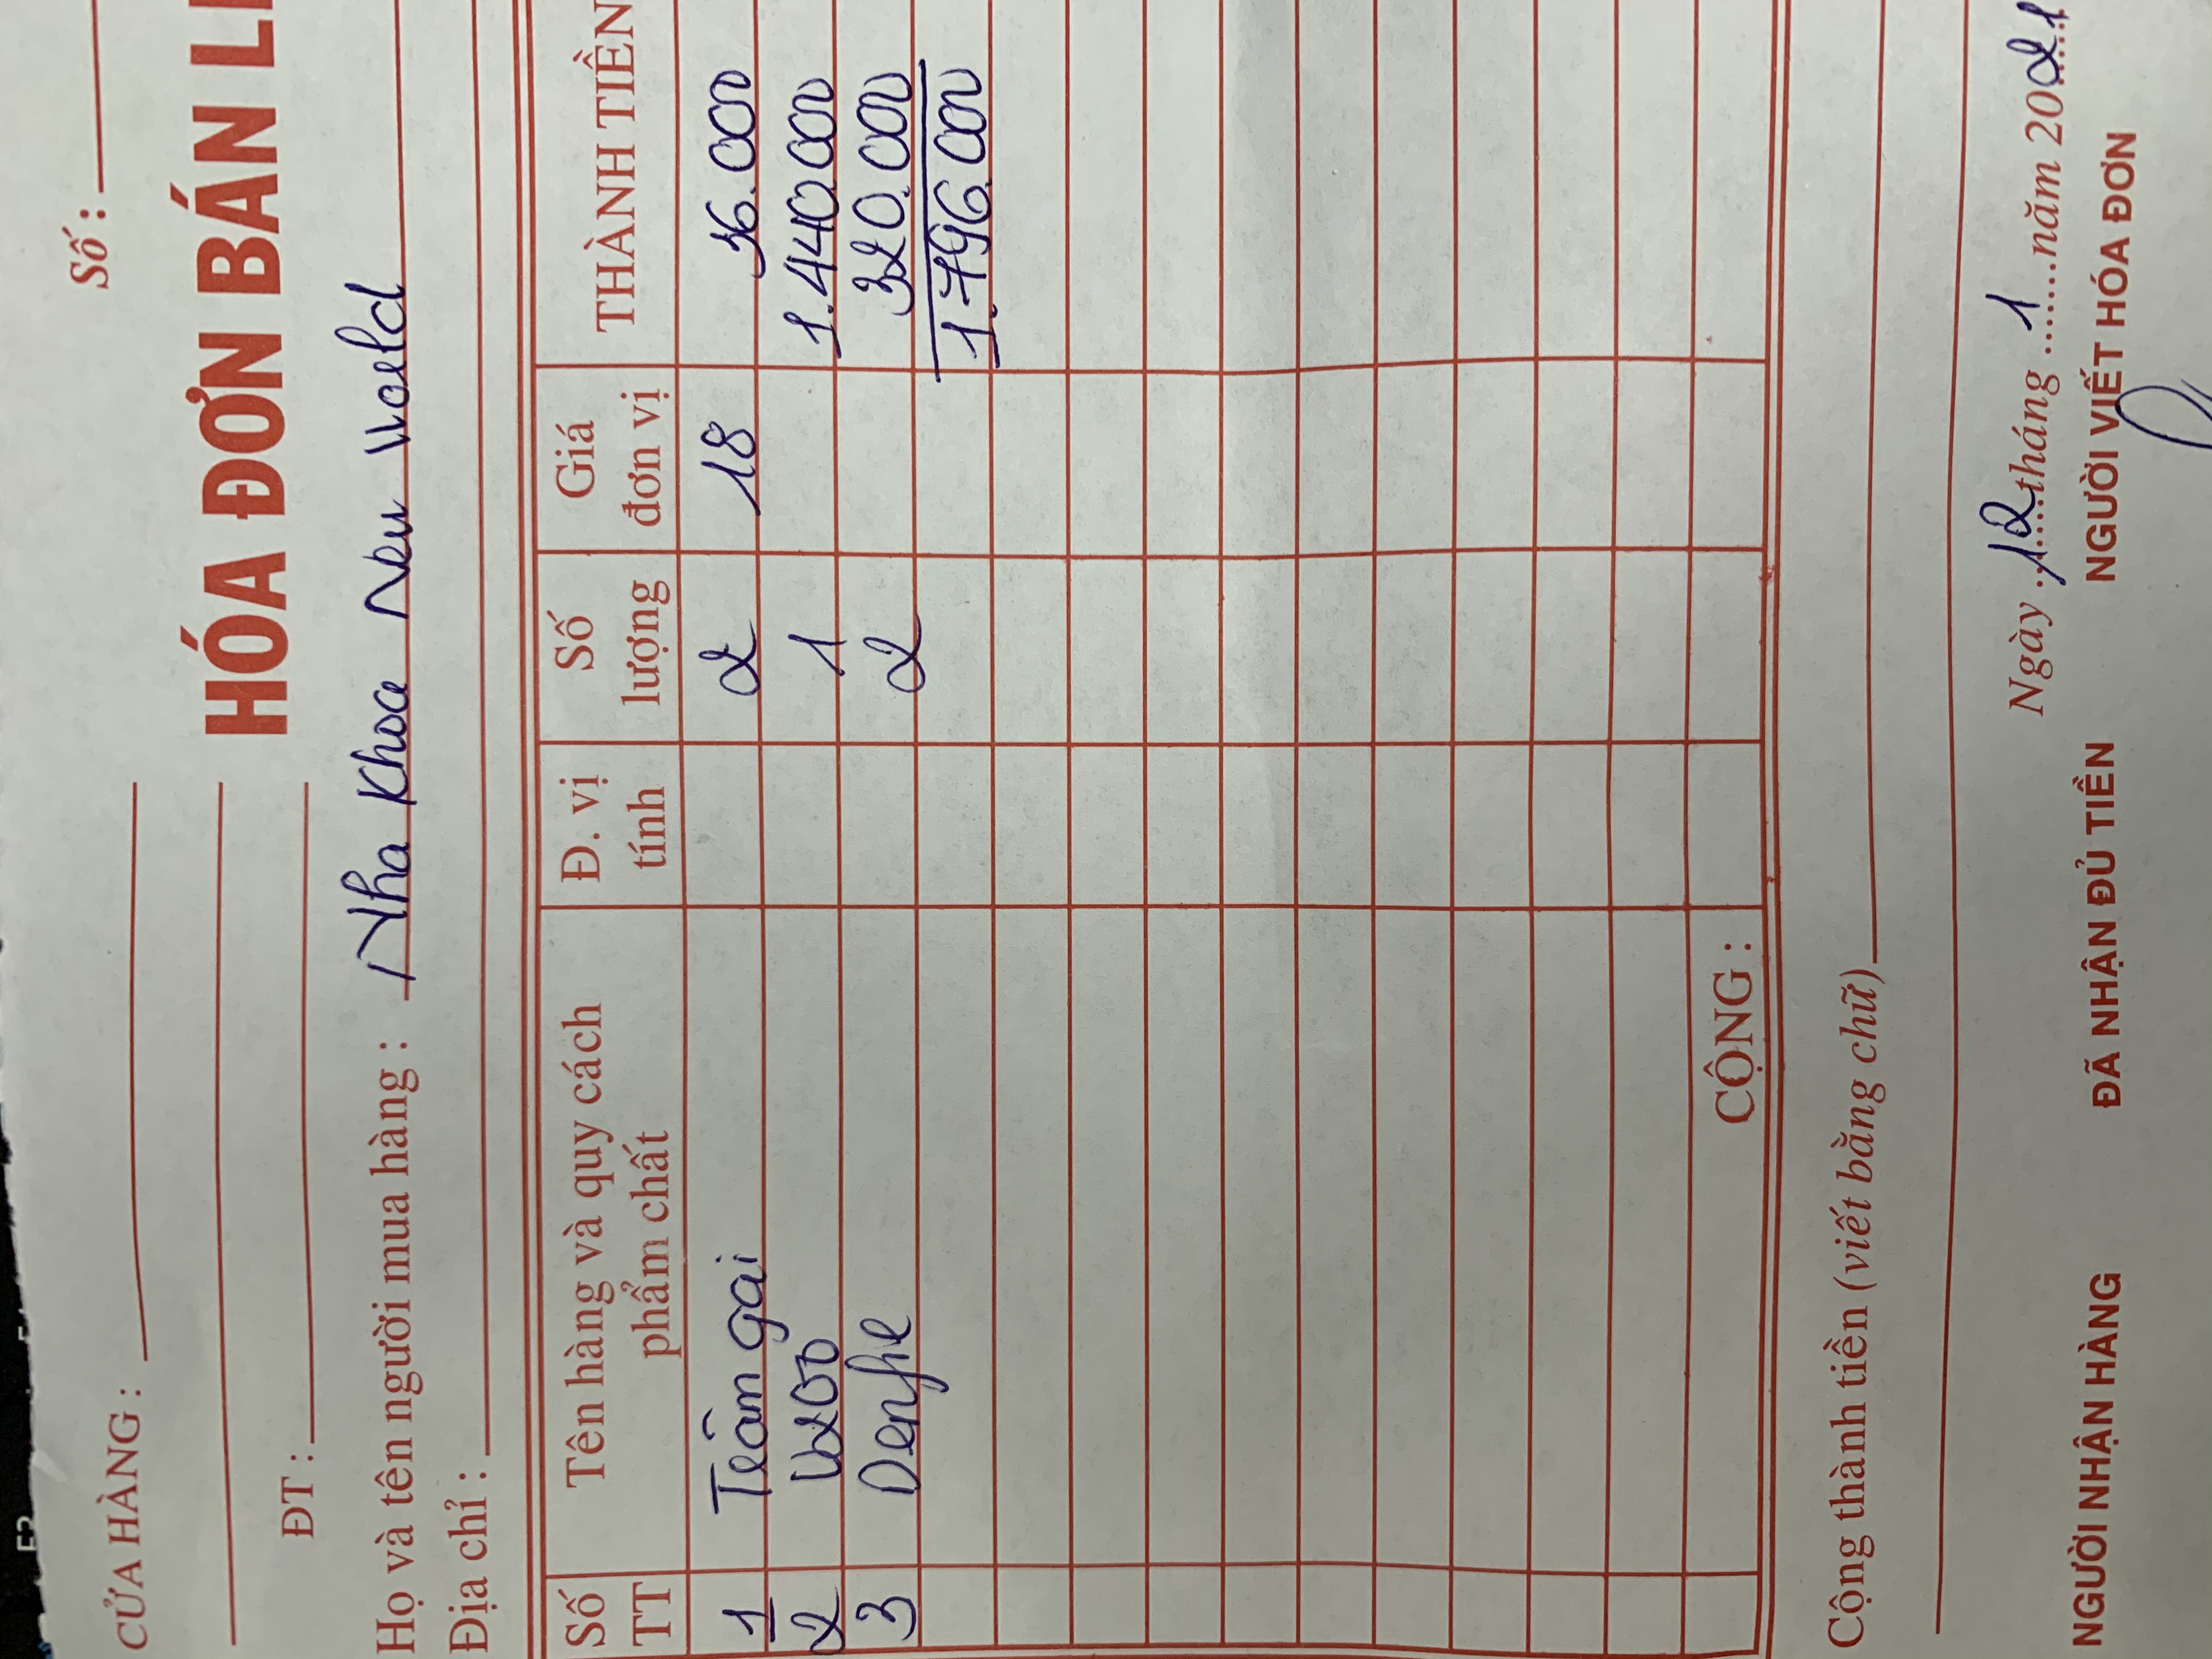 F3
Số :
CỬA HÀNG :
HÓA ĐƠN BÁN
ĐT :
Họ và tên người mua hàng : Nha Khoa New World
Địa chỉ :
Số TT Tên hàng và quy cách phẩm chất Đ. vị tính Số lượng Giá đơn vị THÀNH TIỀN
1 Trâm gai 2 18 36.000
2 U200 1 1.440.000
3 Denfil 2 320.000
1.796.000
CỘNG :
Cộng thành tiền (viết bằng chữ)
Ngày 12 tháng 1 năm 2021
NGƯỜI NHẬN HÀNG ĐÃ NHẬN ĐỦ TIỀN NGƯỜI VIẾT HÓA ĐƠN